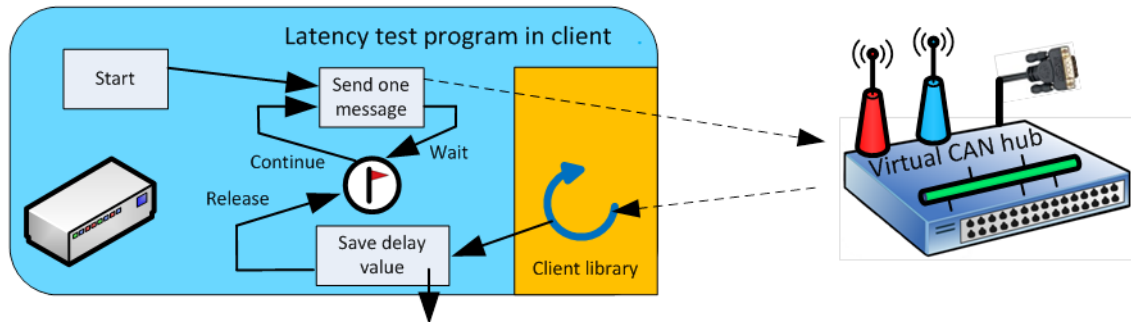 Latency test program in client
Start
Send one
message
Continue
Wait
Release
Save delay
value
Client library
Virtual CAN hub